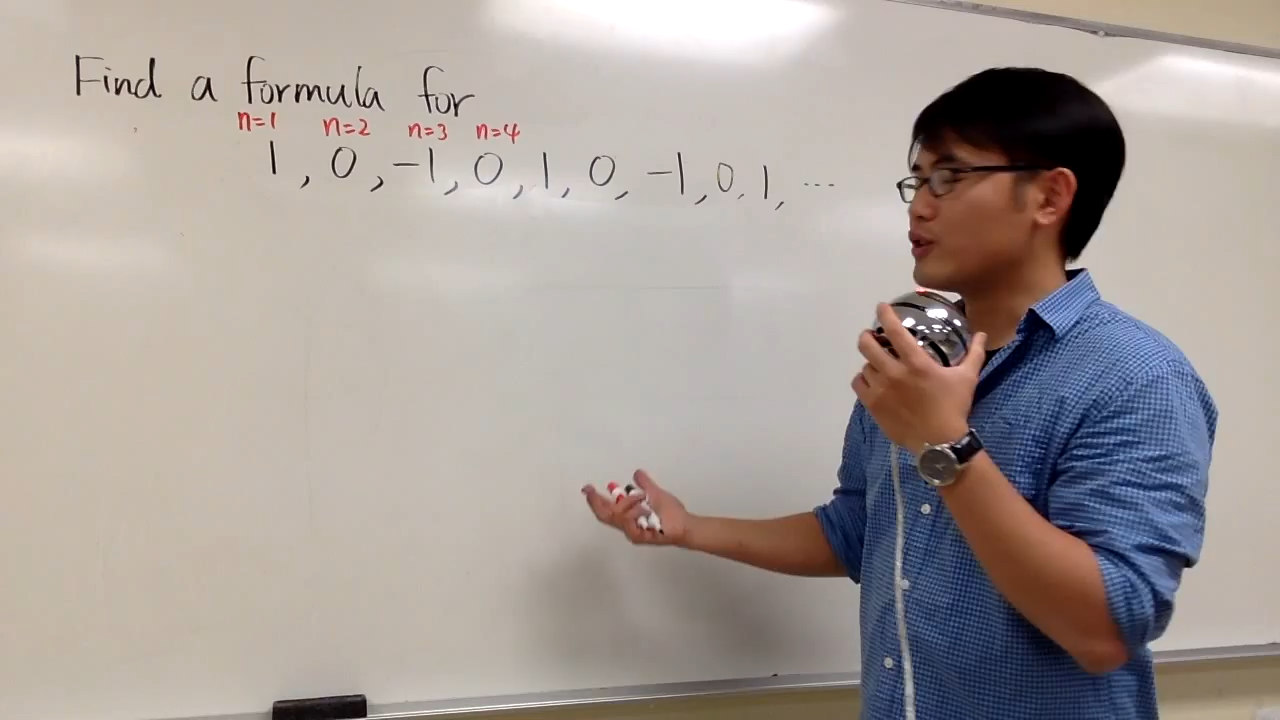 Find a formula for
n=1 n=2 n=3 n=4
1, 0, -1, 0, 1, 0, -1, 0, 1, ...